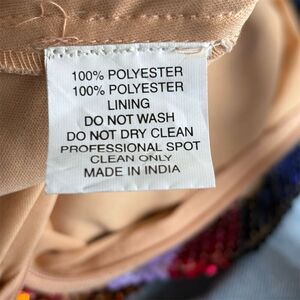 100% POLYESTER
100% POLYESTER
LINING
DO NOT WASH
DO NOT DRY CLEAN
PROFESSIONAL SPOT
CLEAN ONLY
MADE IN INDIA